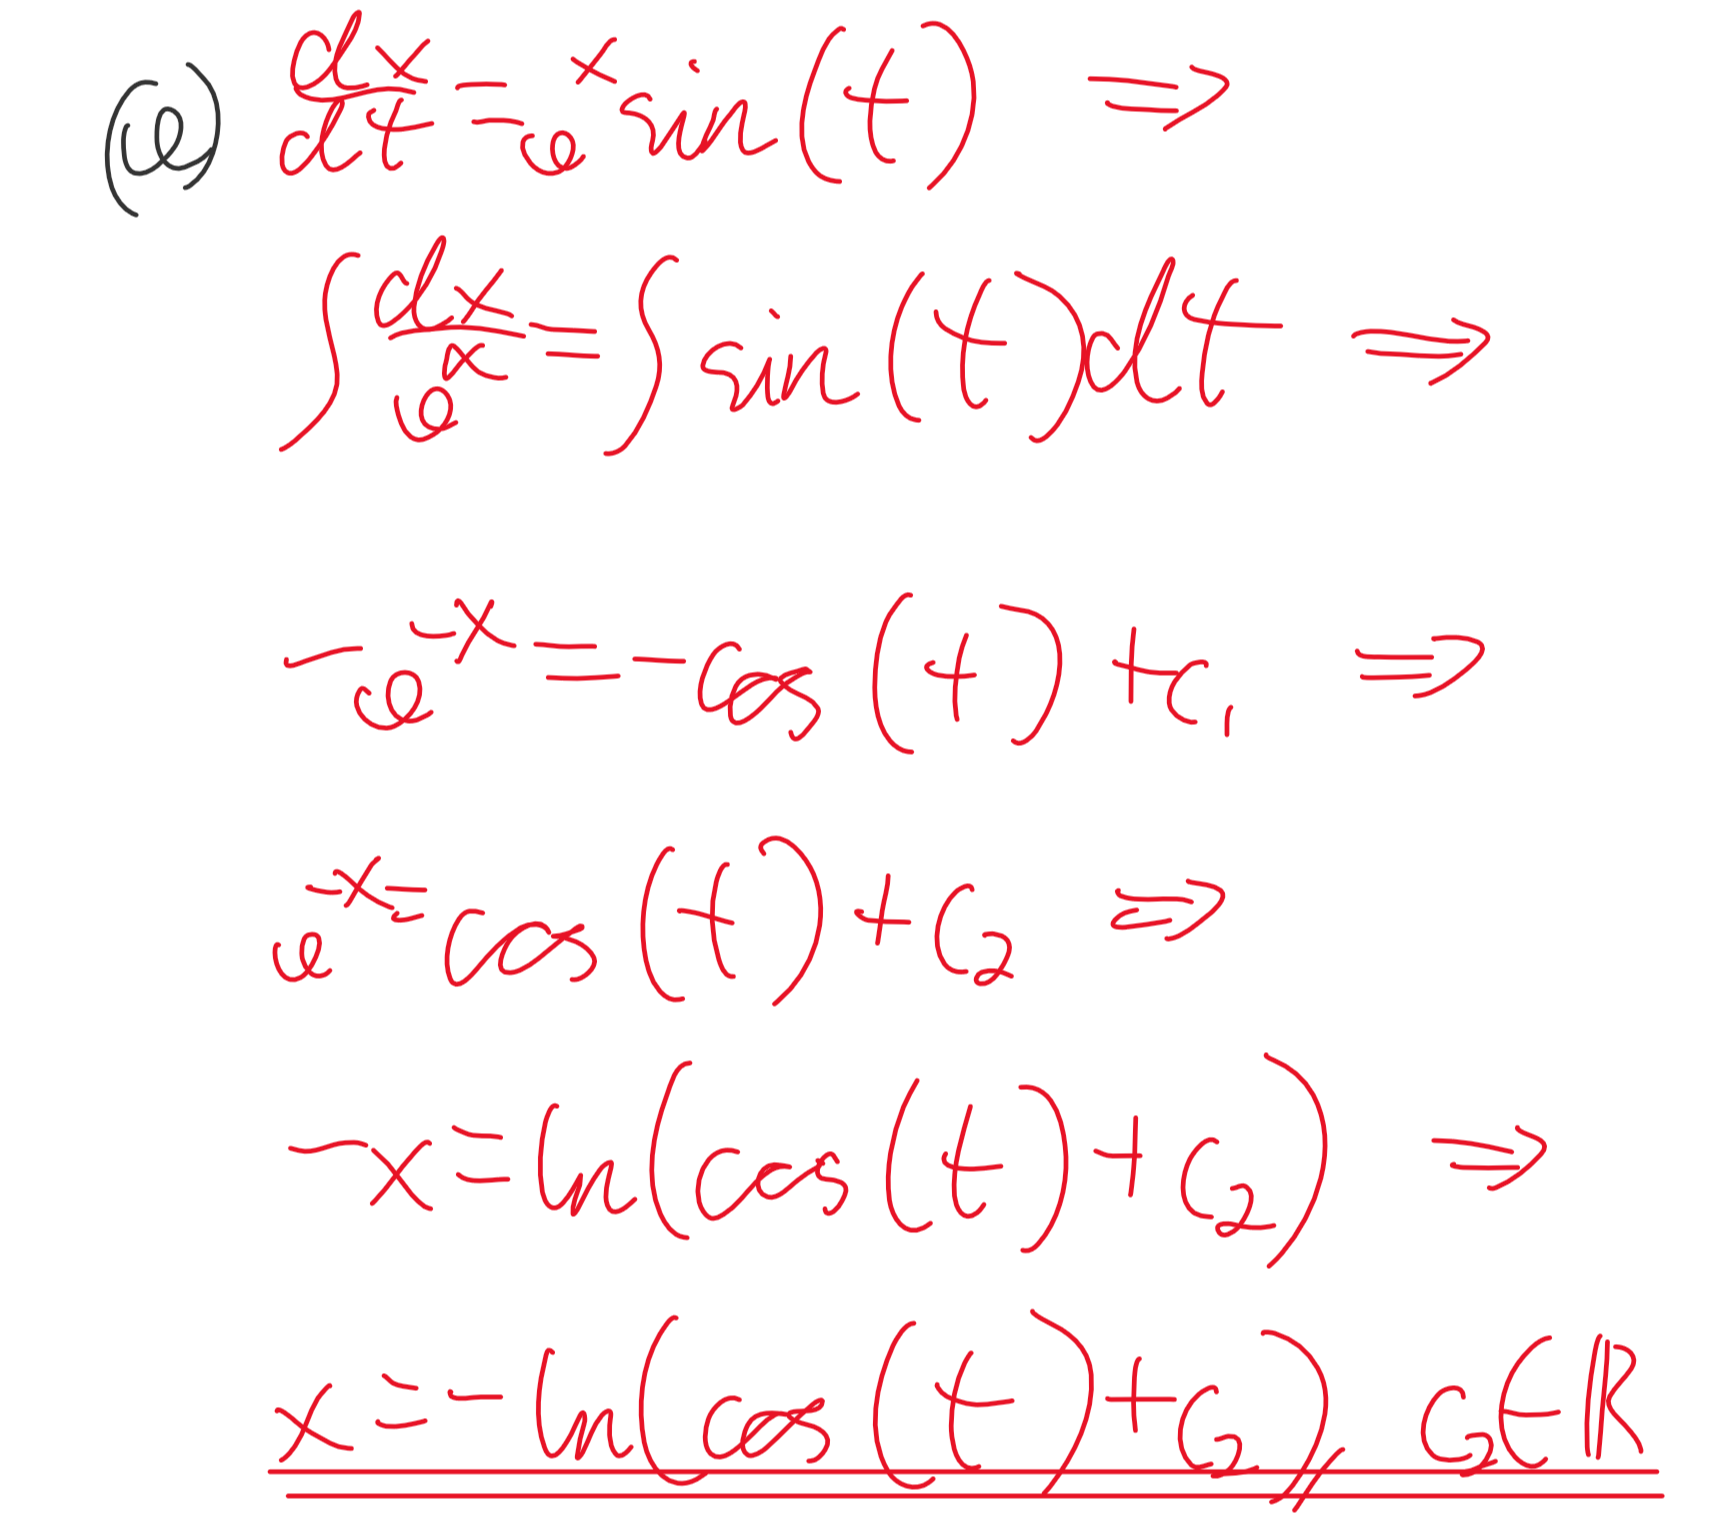 (e) dx/dt = e^x sin(t) ⇒
∫ dx/e^x = ∫ sin(t) dt ⇒
-e^-x = -cos(t) + c₁ ⇒
e^-x = cos(t) + c₂ ⇒
-x = ln(cos(t) + c₂) ⇒
x = -ln(cos(t) + c₂), c₂ ∈ ℝ